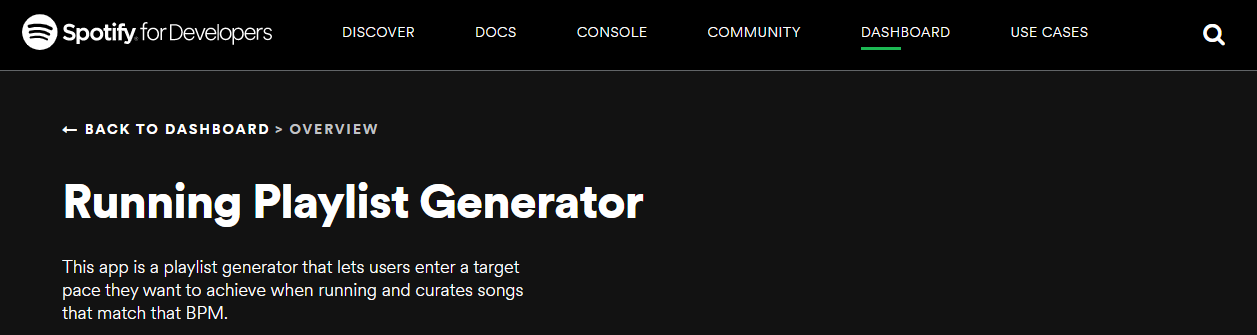 Spotify for Developers DISCOVER DOCS CONSOLE COMMUNITY DASHBOARD USE CASES
← BACK TO DASHBOARD > OVERVIEW
Running Playlist Generator
This app is a playlist generator that lets users enter a target
pace they want to achieve when running and curates songs
that match that BPM.